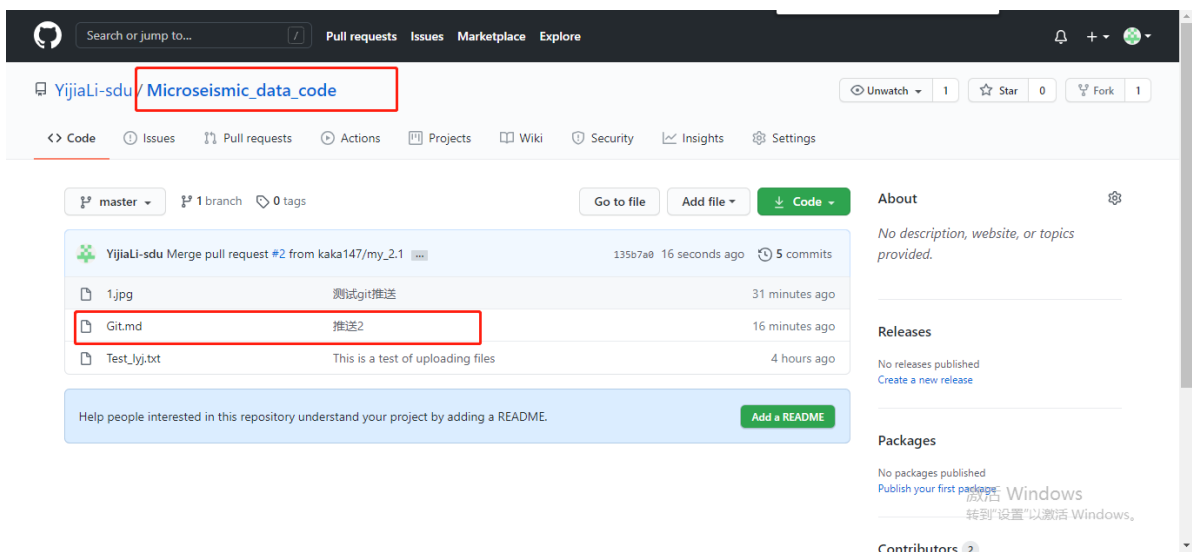 Search or jump to... / Pull requests Issues Marketplace Explore
YijiaLi-sdu / Microseismic_data_code Unwatch 1 Star 0 Fork 1
Code Issues Pull requests Actions Projects Wiki Security Insights Settings
master 1 branch 0 tags Go to file Add file Code
YijiaLi-sdu Merge pull request #2 from kaka147/my_2.1 ... 135b7a0 16 seconds ago 5 commits
1.jpg 测试git推送 31 minutes ago
Git.md 推送2 16 minutes ago
Test_lyj.txt This is a test of uploading files 4 hours ago
Help people interested in this repository understand your project by adding a README. Add a README
About
No description, website, or topics
provided.
Releases
No releases published
Create a new release
Packages
No packages published
Publish your first package
激活 Windows
转到"设置"以激活 Windows。
Contributors 2